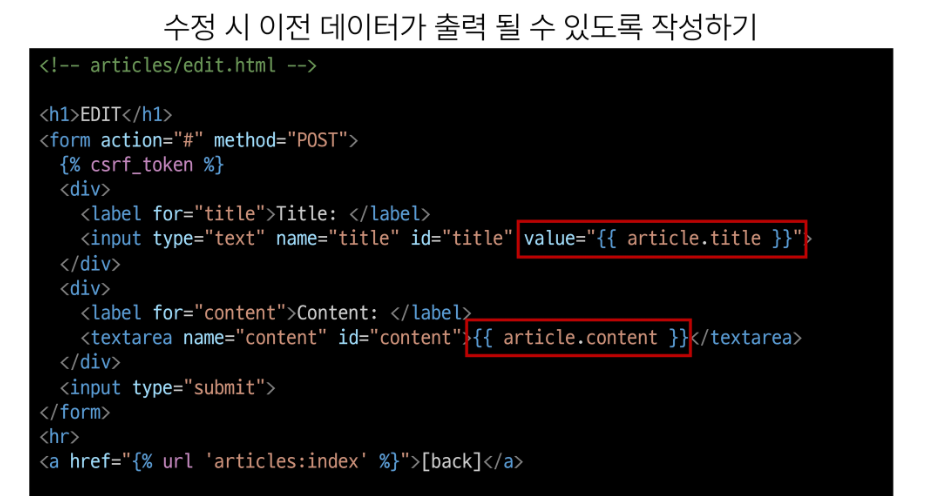 수정 시 이전 데이터가 출력 될 수 있도록 작성하기
<!-- articles/edit.html -->
<h1>EDIT</h1>
<form action="#" method="POST">
{% csrf_token %}
<div>
<label for="title">Title: </label>
<input type="text" name="title" id="title" value="{{ article.title }}">
</div>
<div>
<label for="content">Content: </label>
<textarea name="content" id="content">{{ article.content }}</textarea>
</div>
<input type="submit">
</form>
<hr>
<a href="{% url 'articles:index' %}">[back]</a>